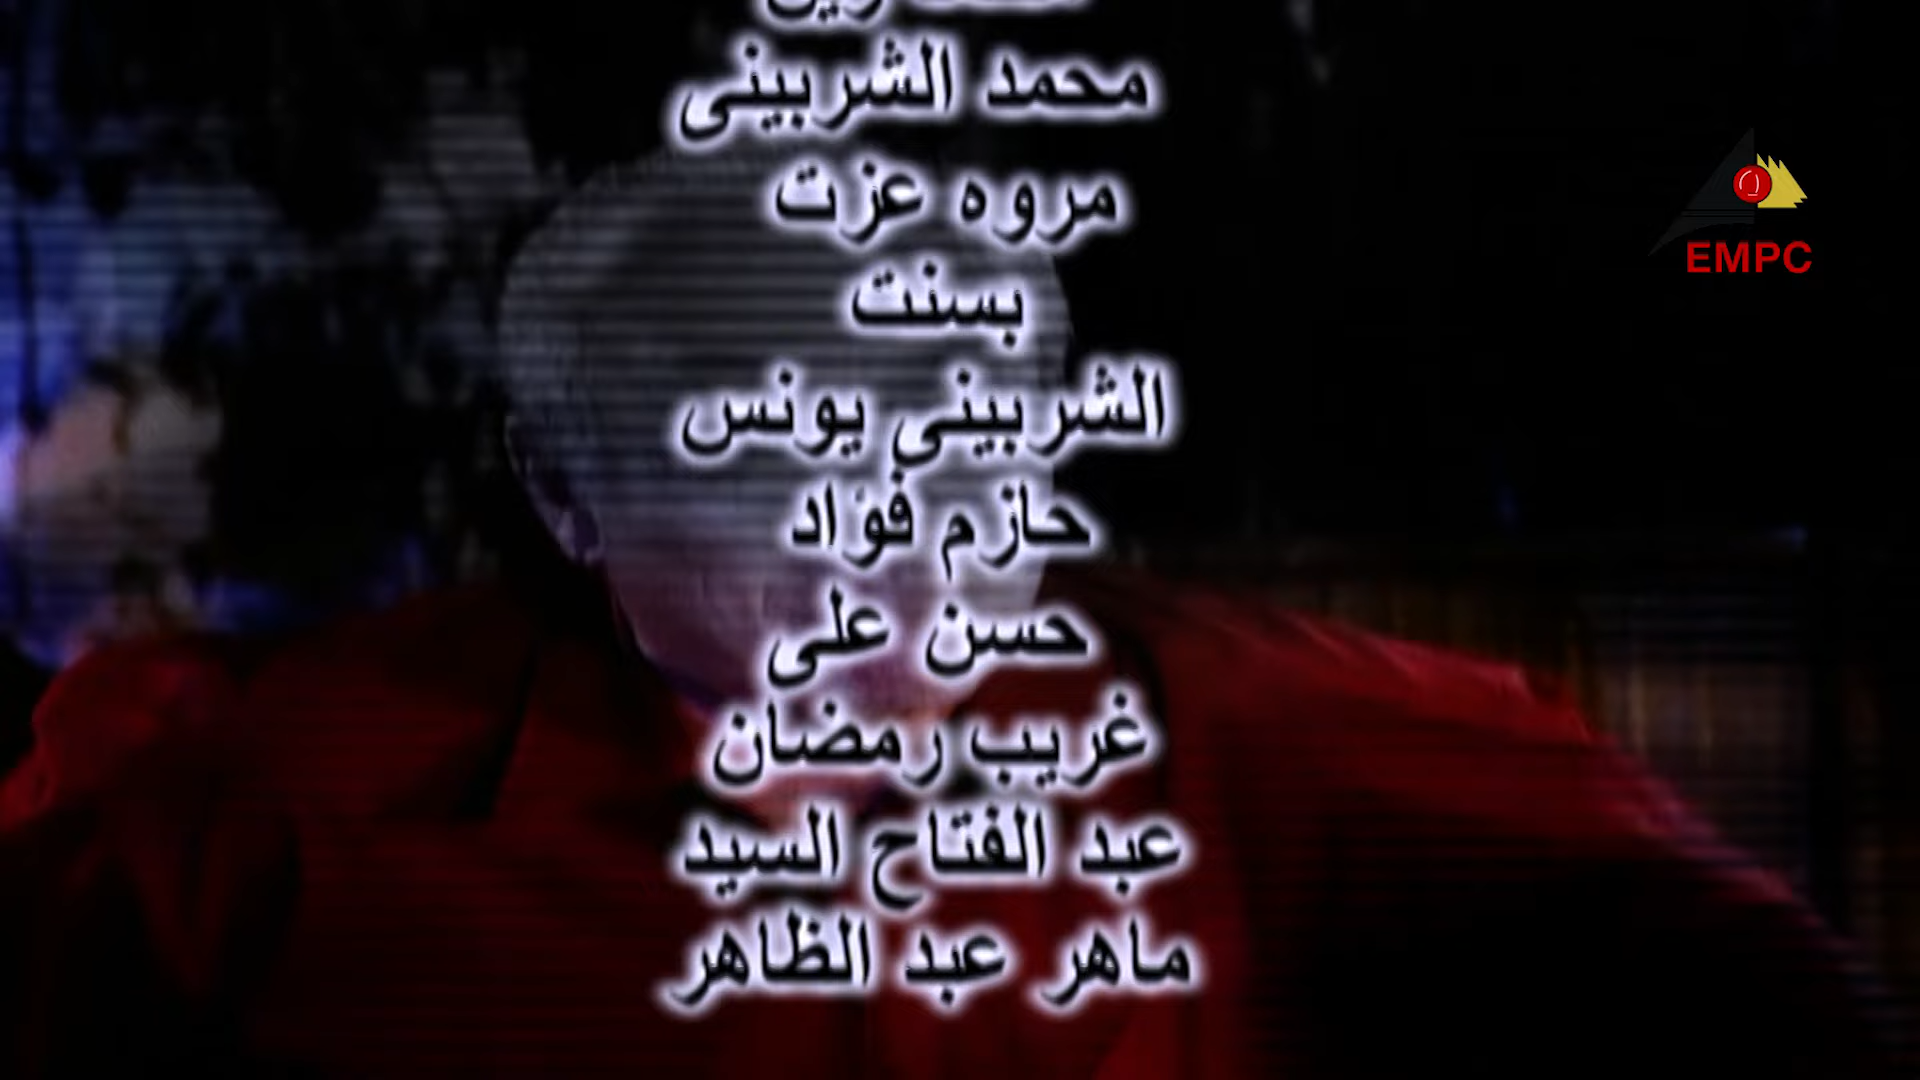 محمد الشربينى
مروه عزت
بسنت
الشربينى يونس
حازم فؤاد
حسن على
غريب رمضان
عبد الفتاح السيد
ماهر عبد الظاهر
EMPC